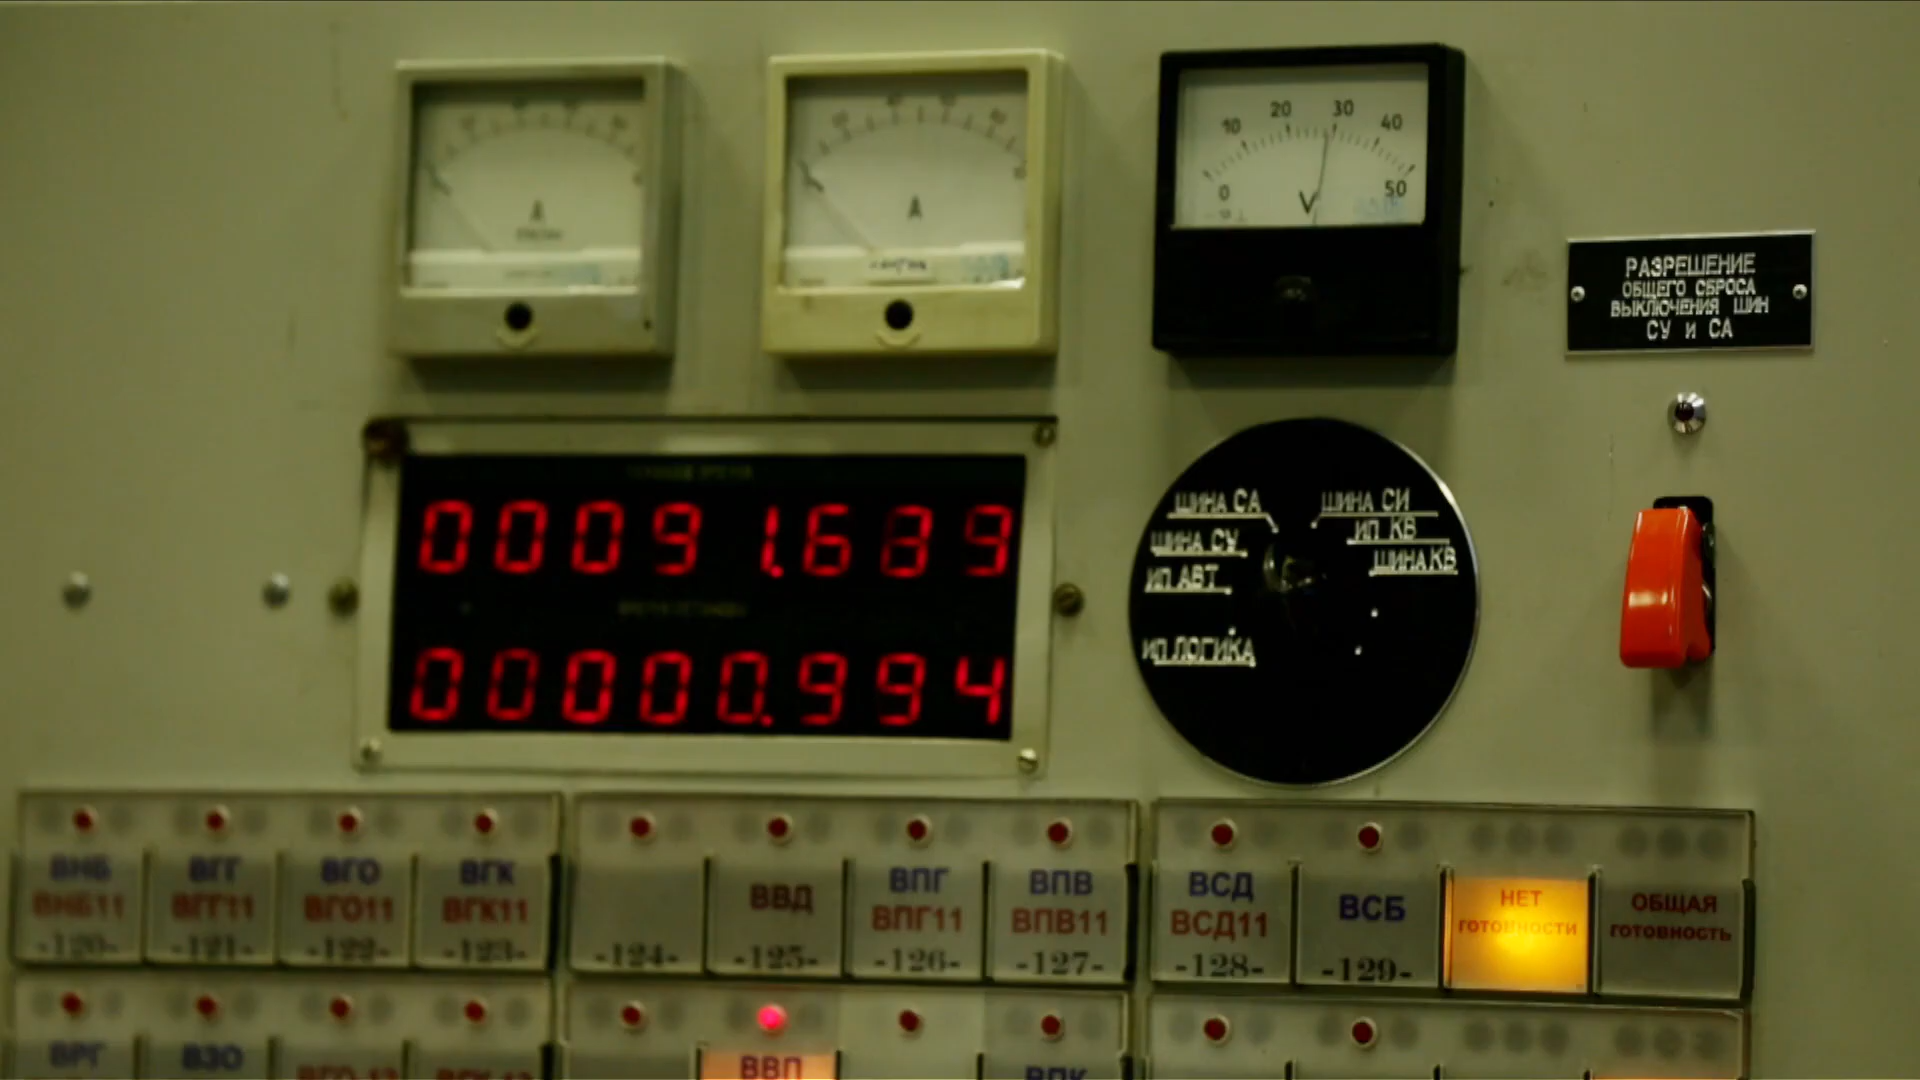 A
A
10 20 30 40
0 50
V
РАЗРЕШЕНИЕ
ОБЩЕГО СБРОСА
ВЫКЛЮЧЕНИЯ ШИН
СУ и СА
ШИНА СА
ШИНА СУ
ИП АВТ
ИП ЛОГИКА
ШИНА СИ
ИП КВ
ШИНА КВ
00000.994
ВНБ
ВНБ11
-120-
ВГГ
ВГГ11
-121-
ВГО
ВГО11
-122-
ВГК
ВГК11
-123-
-124-
ВВД
-125-
ВПГ
ВПГ11
-126-
ВПВ
ВПВ11
-127-
ВСД
ВСД11
-128-
ВСБ
-129-
НЕТ
готовности
ОБЩАЯ
готовность
ВРГ
ВЗО
ВВП
ВПК